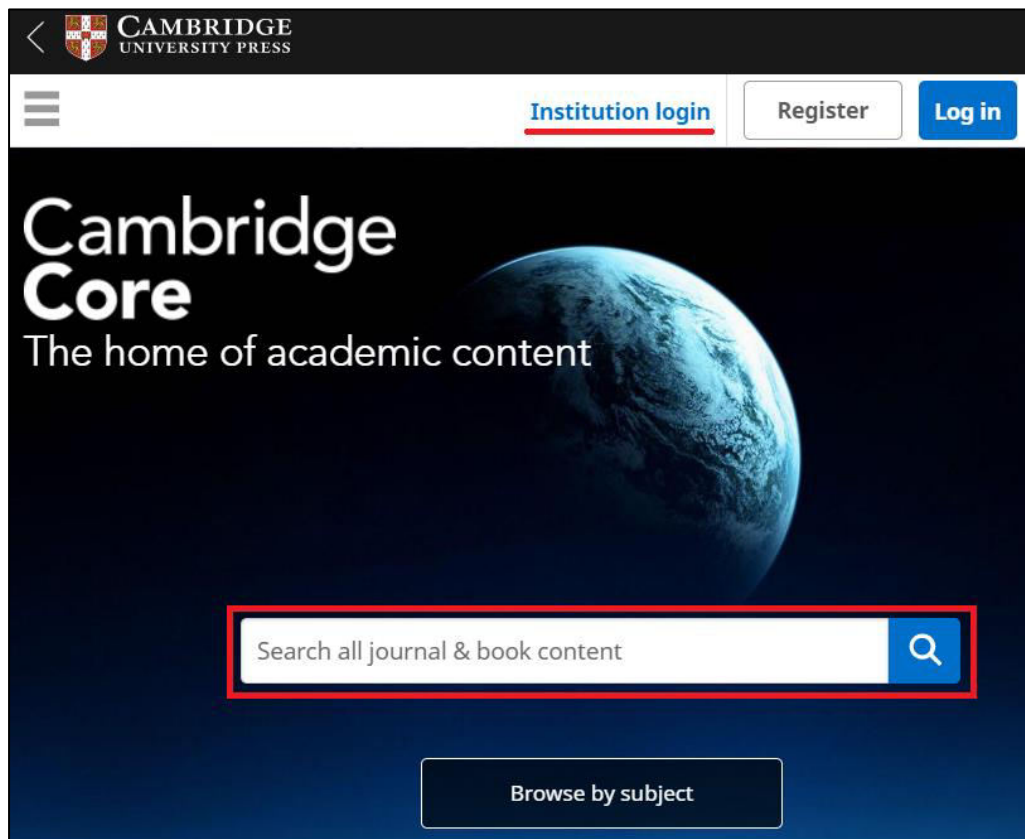 CAMBRIDGE
UNIVERSITY PRESS
Institution login
Register
Log in
Cambridge
Core
The home of academic content
Search all journal & book content
Browse by subject